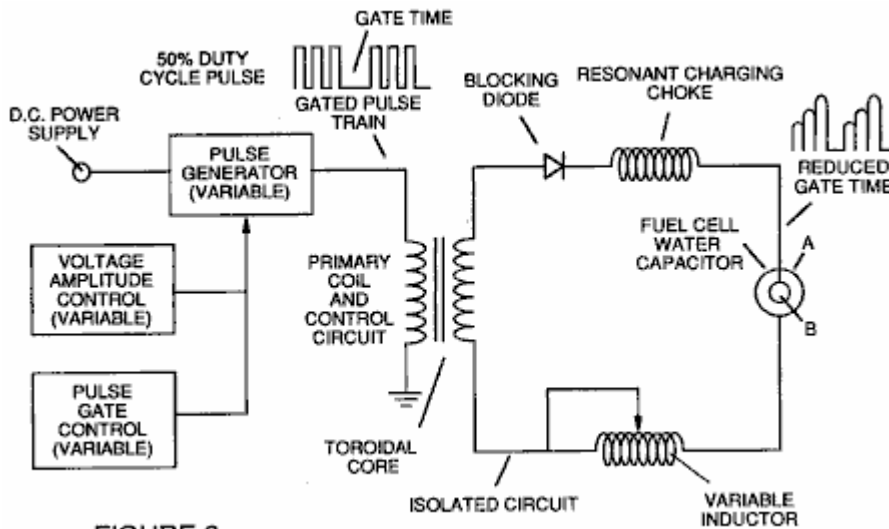 GATE TIME
50% DUTY
CYCLE PULSE
GATED PULSE
TRAIN
BLOCKING
DIODE
RESONANT CHARGING
CHOKE
D.C. POWER
SUPPLY
PULSE
GENERATOR
(VARIABLE)
REDUCED
GATE TIME
VOLTAGE
AMPLITUDE
CONTROL
(VARIABLE)
PRIMARY
COIL
AND
CONTROL
CIRCUIT
FUEL CELL
WATER
CAPACITOR
A
B
PULSE
GATE
CONTROL
(VARIABLE)
TOROIDAL
CORE
ISOLATED CIRCUIT
VARIABLE
INDUCTOR